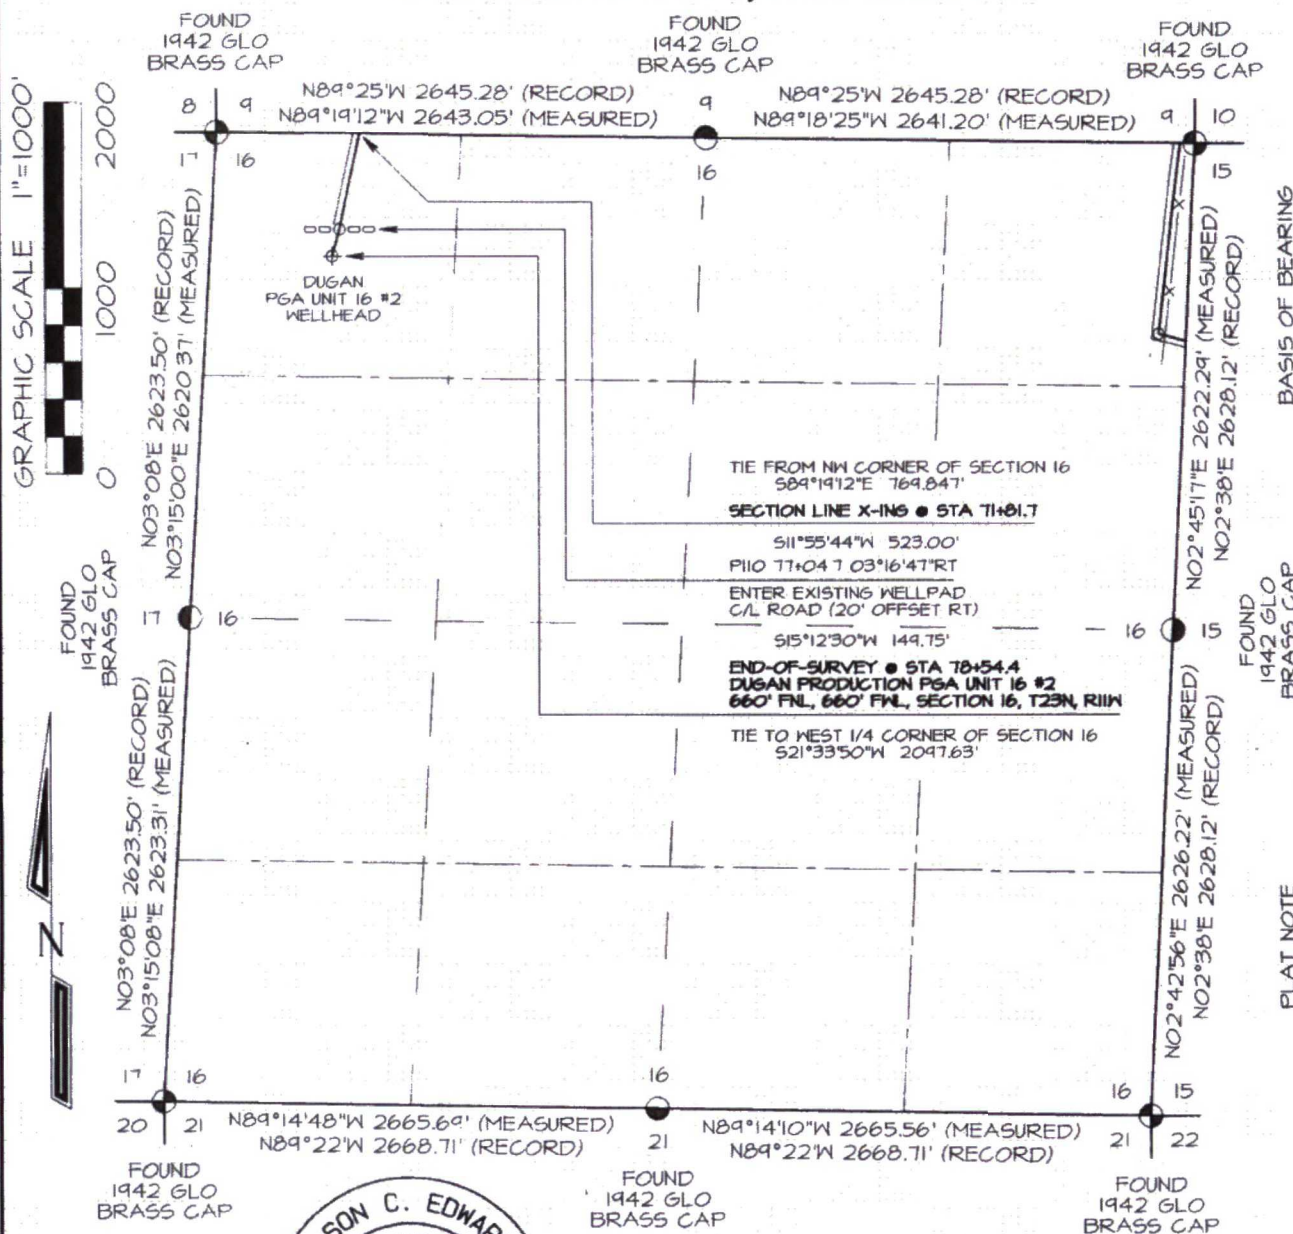 FOUND
1942 GLO
BRASS CAP
FOUND
1942 GLO
BRASS CAP
FOUND
1942 GLO
BRASS CAP
N89°25'W 2645.28' (RECORD)
N89°19'12"W 2643.05' (MEASURED)
N89°25'W 2645.28' (RECORD)
N89°18'25"W 2641.20' (MEASURED)
8 9
17 16
9
16
9 10
15
GRAPHIC SCALE 1"=1000'
0 1000 2000
N03°08'E 2623.50' (RECORD)
N03°15'00"E 2620.37' (MEASURED)
DUGAN
PGA UNIT 16 #2
WELLHEAD
N02°45'17"E 2622.29' (MEASURED)
N02°38'E 2628.12' (RECORD)
BASIS OF BEARING
TIE FROM NW CORNER OF SECTION 16
S89°19'12"E 769.847'
SECTION LINE X-ING @ STA 71+81.7
S11°55'44"W 523.00'
PI10 77+04.7 03°16'47"RT
ENTER EXISTING WELLPAD
C/L ROAD (20' OFFSET RT)
S15°12'30"W 149.75'
END-OF-SURVEY @ STA 78+54.4
DUGAN PRODUCTION PGA UNIT 16 #2
660' FNL, 660' FWL, SECTION 16, T23N, R11W
TIE TO WEST 1/4 CORNER OF SECTION 16
S21°33'50"W 2097.63'
FOUND
1942 GLO
BRASS CAP
17 16
16 15
FOUND
1942 GLO
BRASS CAP
N03°08'E 2623.50' (RECORD)
N03°15'08"E 2623.31' (MEASURED)
N02°42'56"E 2626.22' (MEASURED)
N02°38'E 2628.12' (RECORD)
PLAT NOTE
N
17 16
20 21
16
21
16 15
21 22
N89°14'48"W 2665.69' (MEASURED)
N89°22'W 2668.71' (RECORD)
N89°14'10"W 2665.56' (MEASURED)
N89°22'W 2668.71' (RECORD)
FOUND
1942 GLO
BRASS CAP
FOUND
1942 GLO
BRASS CAP
FOUND
1942 GLO
BRASS CAP
SON C. EDWAR